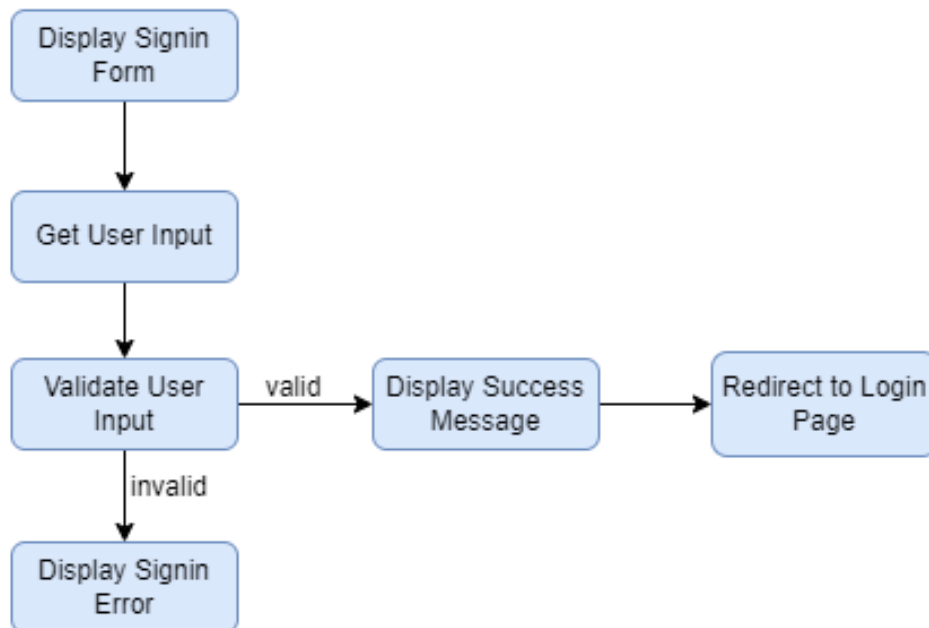 Display Signin
Form
Get User Input
Validate User
Input
valid
Display Success
Message
Redirect to Login
Page
invalid
Display Signin
Error